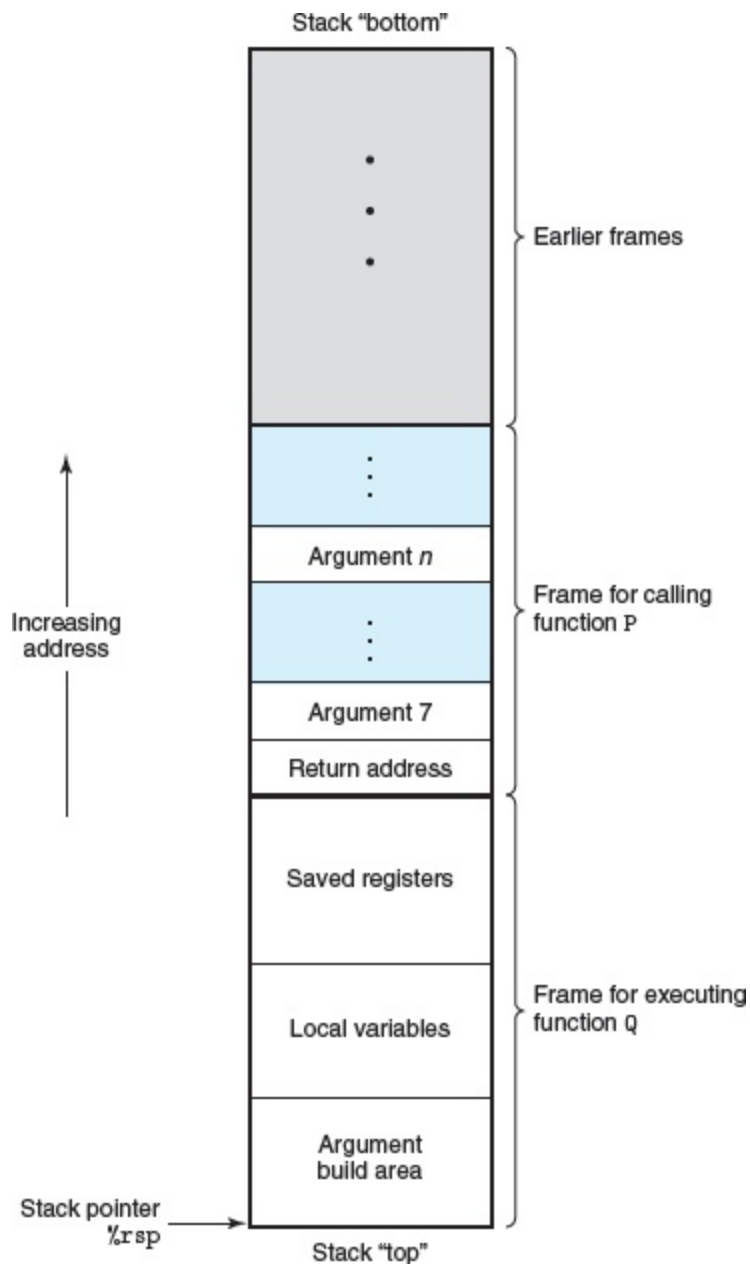 Stack “bottom”
Earlier frames
Argument n
Frame for calling
function P
Increasing
address
Argument 7
Return address
Saved registers
Local variables
Frame for executing
function Q
Argument
build area
Stack pointer
%rsp
Stack “top”